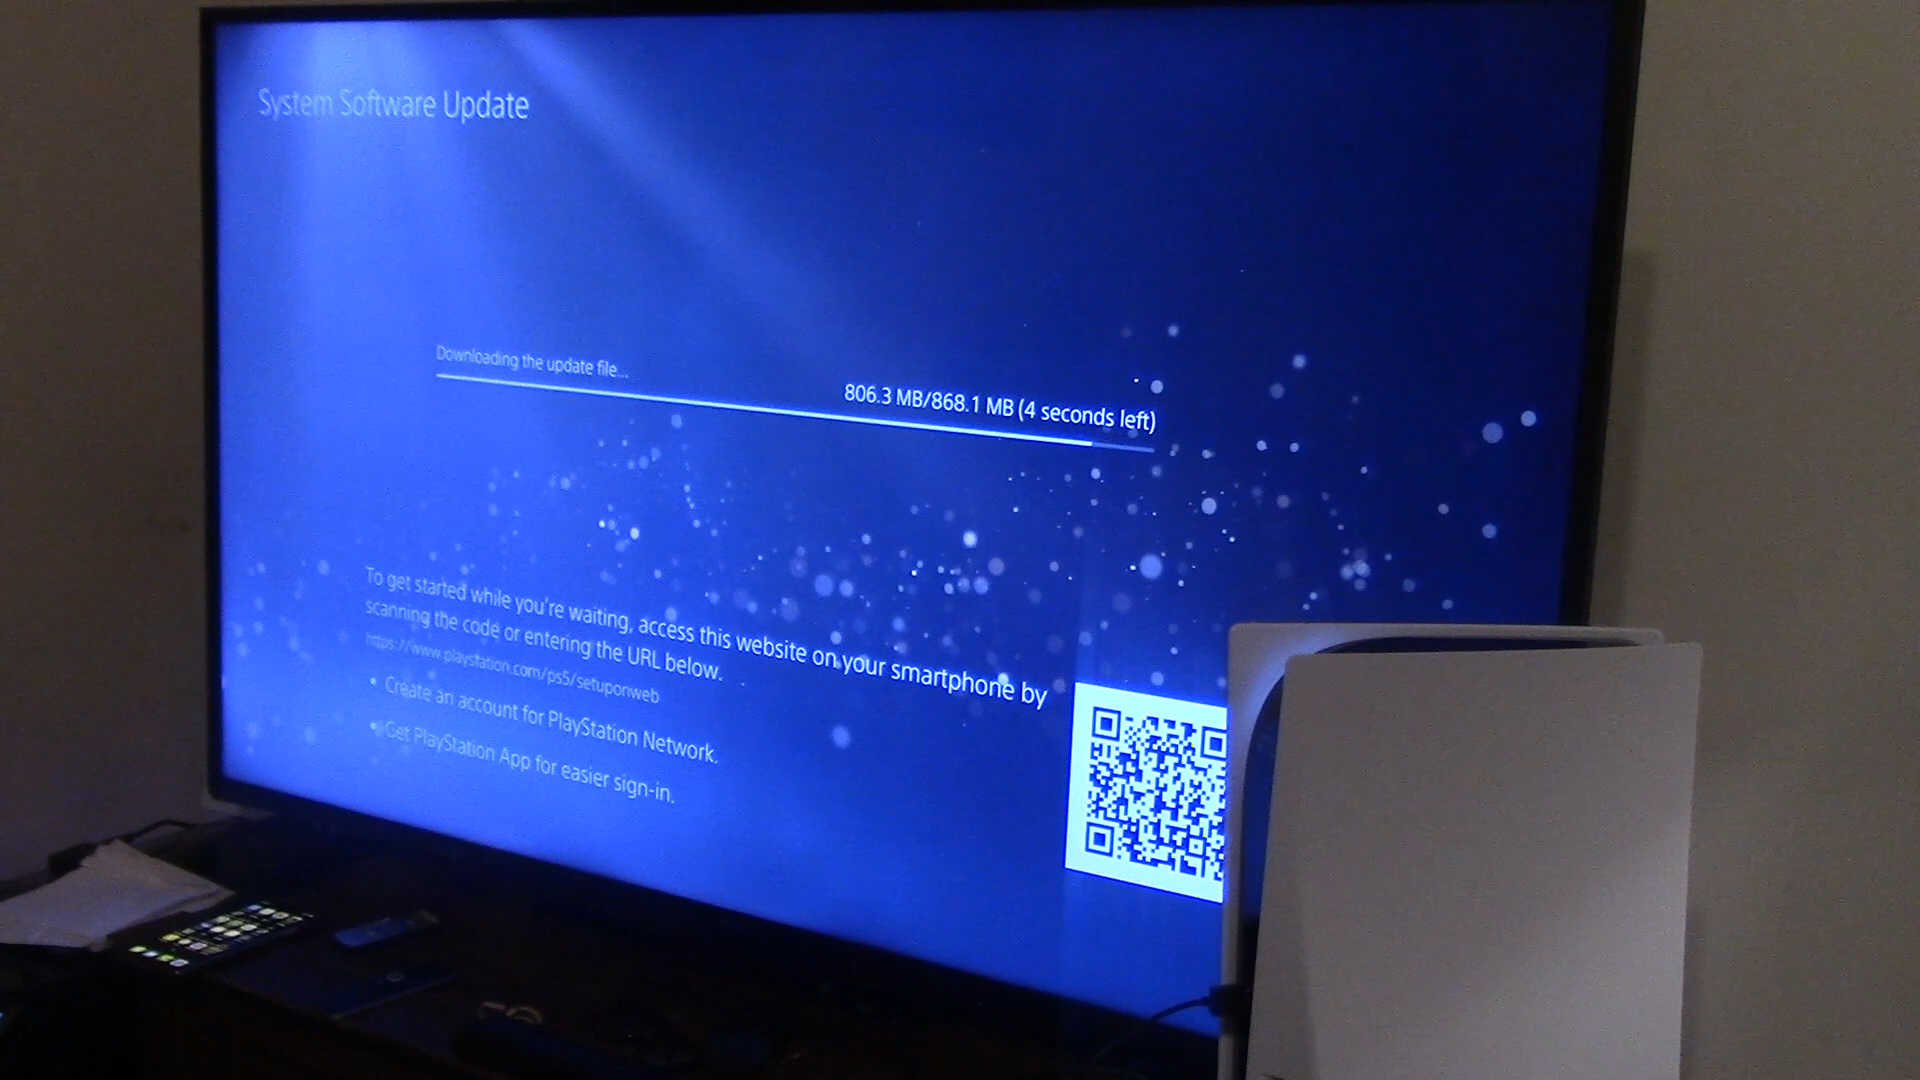 System Software Update
Downloading the update file...
806.3 MB/868.1 MB (4 seconds left)
To get started while you're waiting, access this website on your smartphone by
scanning the code or entering the URL below.
https://www.playstation.com/ps5/setuponweb
• Create an account for PlayStation Network.
• Get PlayStation App for easier sign-in.